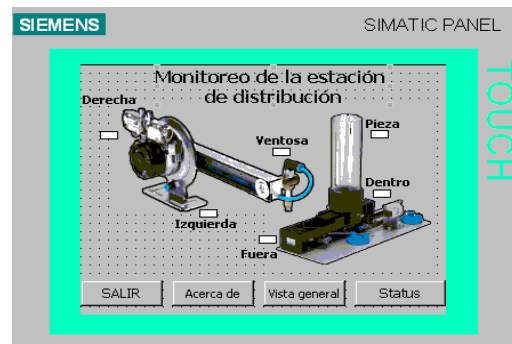 SIEMENS
SIMATIC PANEL
TOUCH
Monitoreo de la estación
de distribución
Derecha
Pieza
Ventosa
Dentro
Izquierda
Fuera
SALIR
Acerca de
Vista general
Status